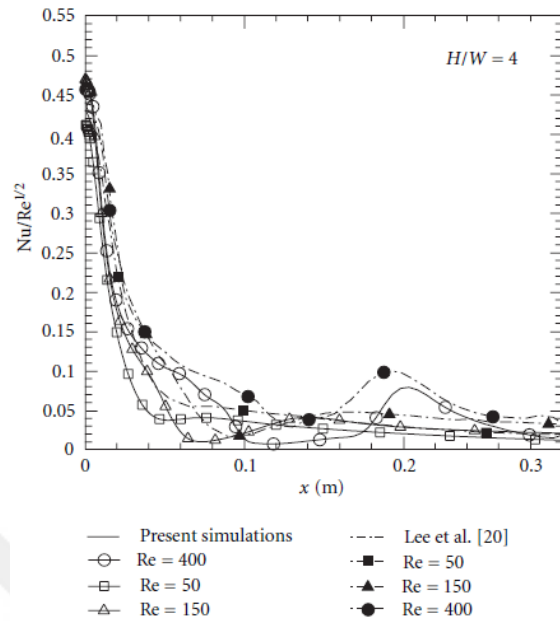 0.55
H/W = 4
0.5
0.45
0.4
0.35
Nu/Re1/2
0.3
0.25
0.2
0.15
0.1
0.05
0
0 0.1 0.2 0.3
x (m)
Present simulations Lee et al. [20]
Re = 400 Re = 50
Re = 50 Re = 150
Re = 150 Re = 400